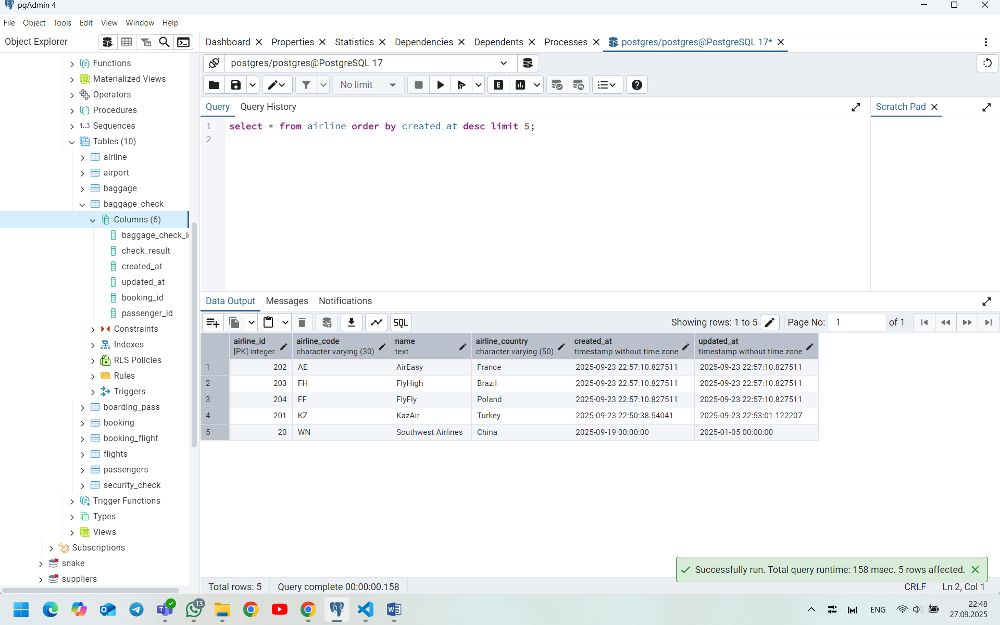 pgAdmin 4
File Object Tools Edit View Window Help
Object Explorer
Dashboard Properties Statistics Dependencies Dependents Processes postgres/postgres@PostgreSQL 17*
postgres/postgres@PostgreSQL 17
No limit
E
Query Query History
Scratch Pad
1 select * from airline order by created_at desc limit 5;
2
Functions
Materialized Views
Operators
Procedures
1..3 Sequences
Tables (10)
airline
airport
baggage
baggage_check
Columns (6)
baggage_check_i
check_result
created_at
updated_at
booking_id
passenger_id
Constraints
Indexes
RLS Policies
Rules
Triggers
boarding_pass
booking
booking_flight
flights
passengers
security_check
Trigger Functions
Types
Views
Subscriptions
snake
suppliers
Data Output Messages Notifications
SQL
Showing rows: 1 to 5
Page No: 1 of 1
airline_id [PK] integer
airline_code character varying (30)
name text
airline_country character varying (50)
created_at timestamp without time zone
updated_at timestamp without time zone
1 202 AE AirEasy France 2025-09-23 22:57:10.827511 2025-09-23 22:57:10.827511
2 203 FH FlyHigh Brazil 2025-09-23 22:57:10.827511 2025-09-23 22:57:10.827511
3 204 FF FlyFly Poland 2025-09-23 22:57:10.827511 2025-09-23 22:57:10.827511
4 201 KZ KazAir Turkey 2025-09-23 22:50:38.54041 2025-09-23 22:53:01.122207
5 20 WN Southwest Airlines China 2025-09-19 00:00:00 2025-01-05 00:00:00
Successfully run. Total query runtime: 158 msec. 5 rows affected.
Total rows: 5 Query complete 00:00:00.158 CRLF Ln 2, Col 1
13
ENG
22:48
27.09.2025